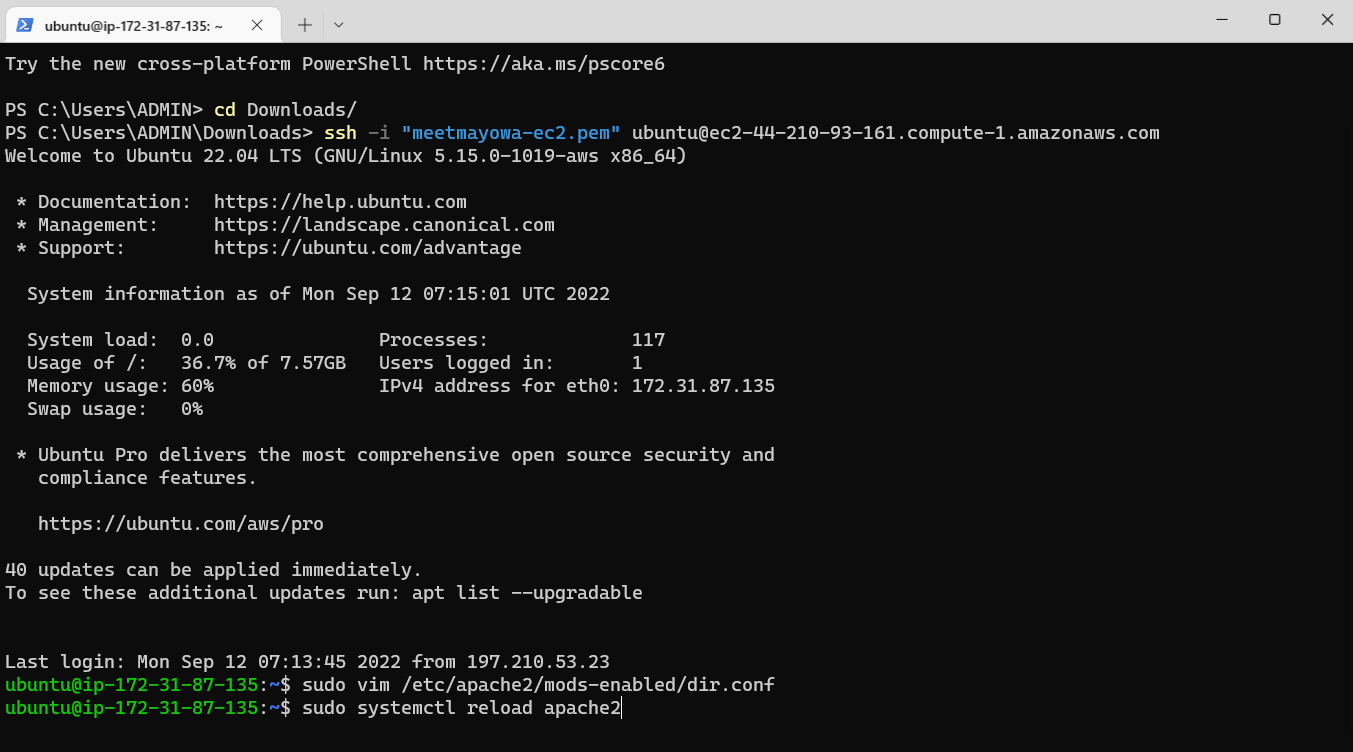 ubuntu@ip-172-31-87-135: ~
Try the new cross-platform PowerShell https://aka.ms/pscore6
PS C:\Users\ADMIN> cd Downloads/
PS C:\Users\ADMIN\Downloads> ssh -i "meetmayowa-ec2.pem" ubuntu@ec2-44-210-93-161.compute-1.amazonaws.com
Welcome to Ubuntu 22.04 LTS (GNU/Linux 5.15.0-1019-aws x86_64)
* Documentation:  https://help.ubuntu.com
* Management:     https://landscape.canonical.com
* Support:        https://ubuntu.com/advantage
System information as of Mon Sep 12 07:15:01 UTC 2022
System load:  0.0               Processes:             117
Usage of /:   36.7% of 7.57GB   Users logged in:       1
Memory usage: 60%               IPv4 address for eth0: 172.31.87.135
Swap usage:   0%
* Ubuntu Pro delivers the most comprehensive open source security and
compliance features.
https://ubuntu.com/aws/pro
40 updates can be applied immediately.
To see these additional updates run: apt list --upgradable
Last login: Mon Sep 12 07:13:45 2022 from 197.210.53.23
ubuntu@ip-172-31-87-135:~$ sudo vim /etc/apache2/mods-enabled/dir.conf
ubuntu@ip-172-31-87-135:~$ sudo systemctl reload apache2